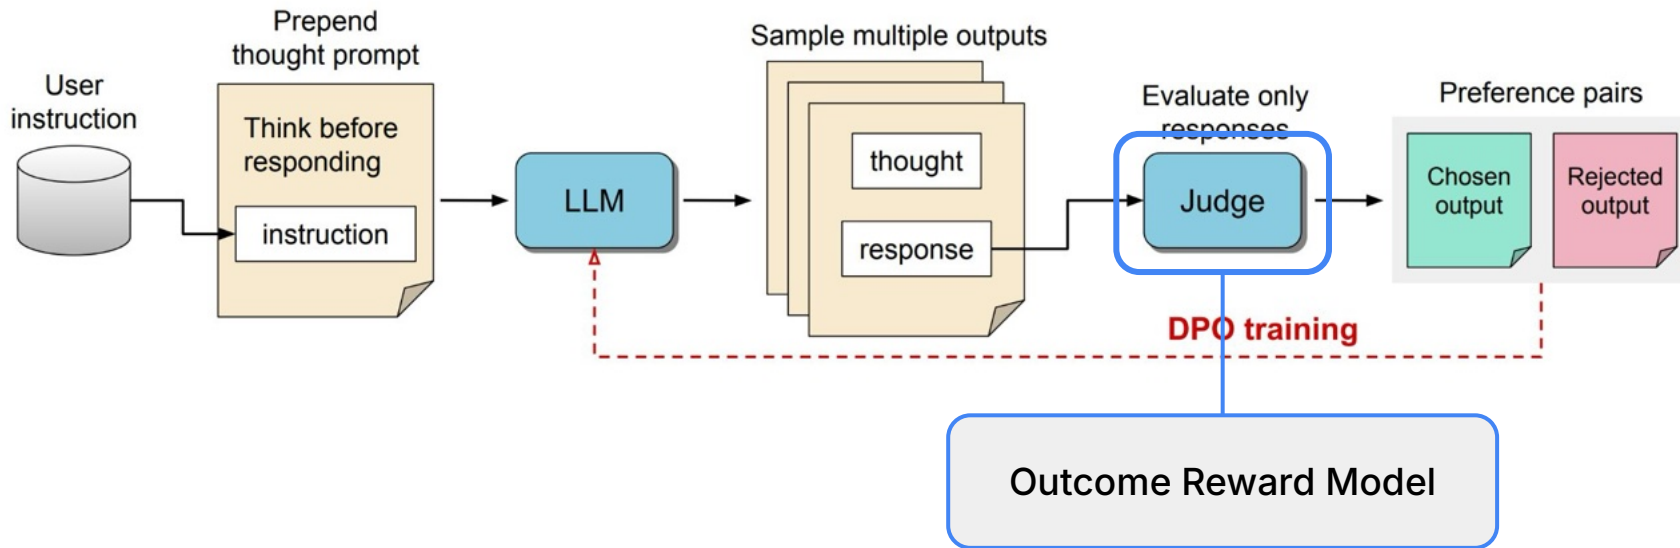 User
instruction
Prepend
thought prompt
Think before
responding
instruction
LLM
Sample multiple outputs
thought
response
Evaluate only
responses
Judge
Preference pairs
Chosen
output
Rejected
output
DPO training
Outcome Reward Model